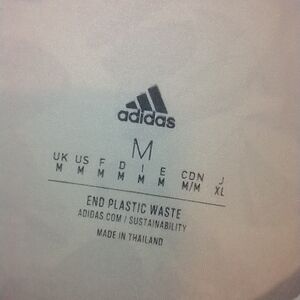 adidas
M
UK US F D I E CDN J
M M M M M M M/M XL
END PLASTIC WASTE
ADIDAS.COM / SUSTAINABILITY
MADE IN THAILAND